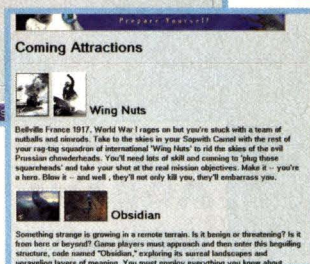 Prepare Yourself
Coming Attractions
Wing Nuts
Bellville France 1917. World War I rages on but you're stuck with a team of
nutballs and nimrods. Take to the skies in your Sopwith Camel with the rest of
your rag-tag squadron of international 'Wing Nuts' to rid the skies of the evil
Prussian chowderheads. You'll need lots of skill and cunning to 'plug those
squareheads' and take your shot at the real mission objectives. Make it -- you're
a hero. Blow it -- and well , they'll not only kill you, they'll embarrass you.
Obsidian
Something strange is growing in a remote terrain. Is it benign or threatening? Is it
from here or beyond? Game players must approach and then enter this beguiling
structure, code named "Obsidian," exploring its surreal landscapes and
unraveling layers of meaning. You must employ everything you know about